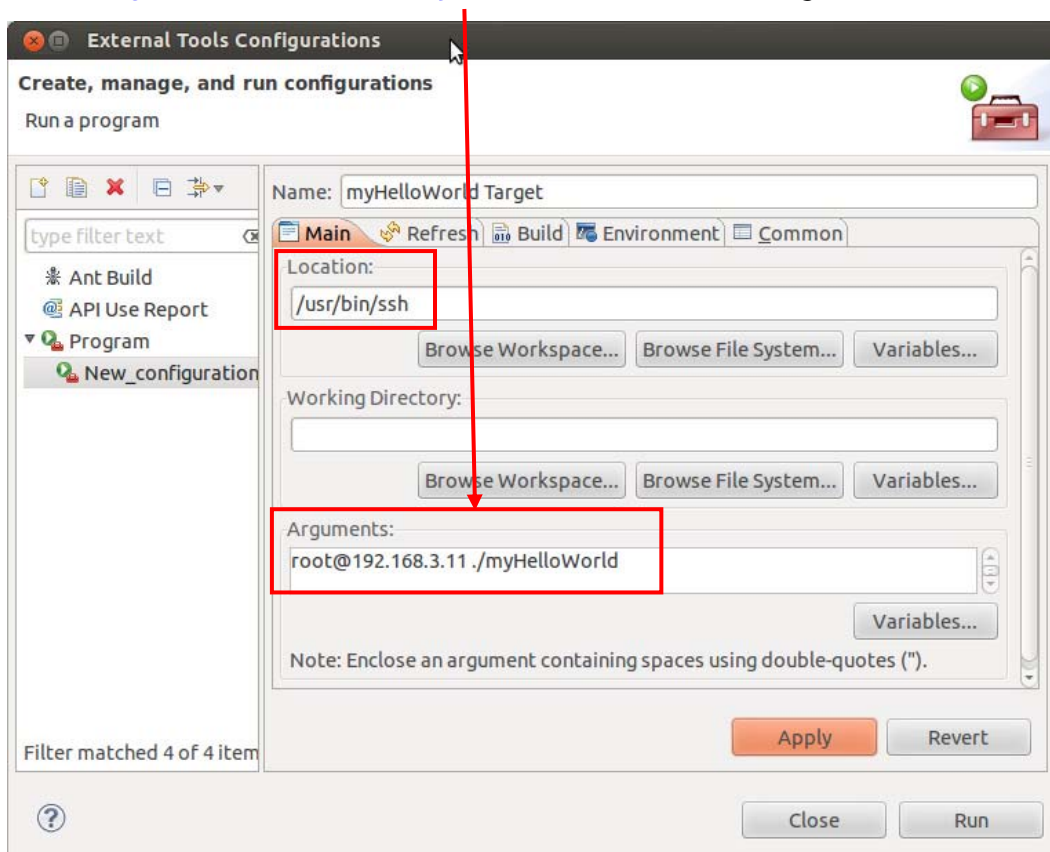 External Tools Configurations
Create, manage, and run configurations
Run a program
Name: myHelloWorld Target
type filter text
Main Refresh Build Environment Common
Ant Build
API Use Report
Program
New_configuration
Location:
/usr/bin/ssh
Browse Workspace... Browse File System... Variables...
Working Directory:
Browse Workspace... Browse File System... Variables...
Arguments:
root@192.168.3.11 ./myHelloWorld
Variables...
Note: Enclose an argument containing spaces using double-quotes (").
Filter matched 4 of 4 item
Apply Revert
Close Run